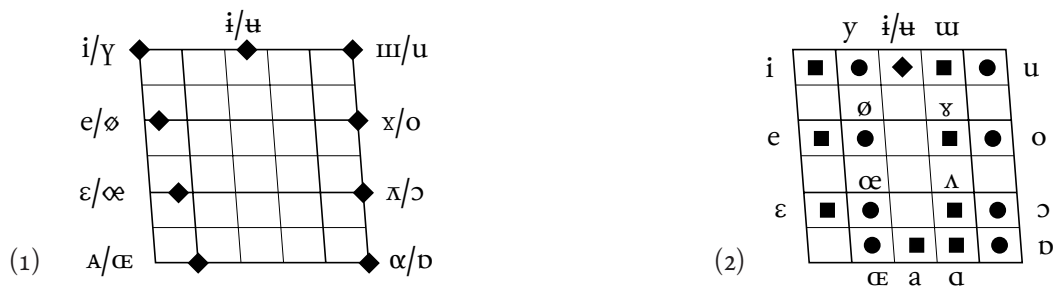 ɨ/ʉ
i/ү ш/u
e/ø x/o
ɛ/œ ʌ/ɔ
(1) ᴀ/ɶ ɑ/ɒ
y ɨ/ʉ ɯ
i u
ø ɤ
e o
œ ʌ
ɛ ɔ
(2) ɒ
ɶ a ɑ